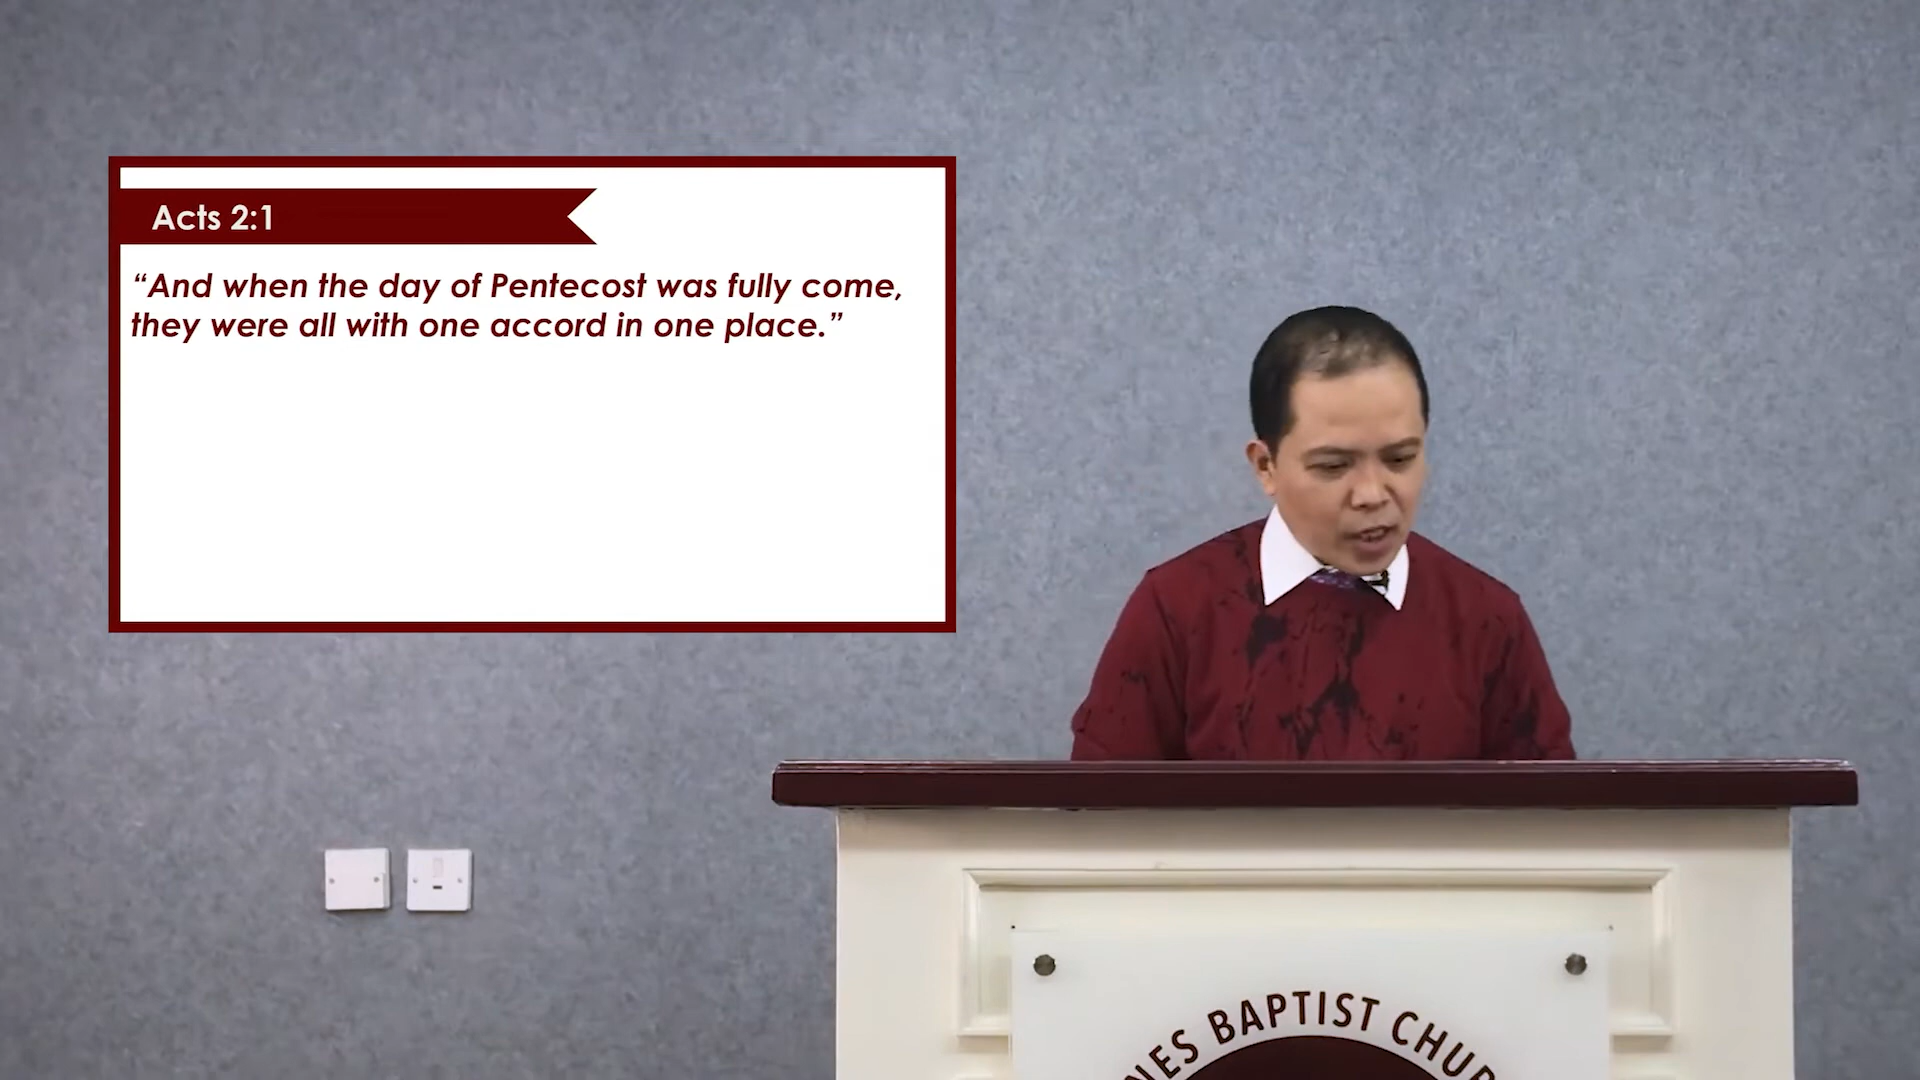 Acts 2:1
“And when the day of Pentecost was fully come,
they were all with one accord in one place.”
BAPTIST